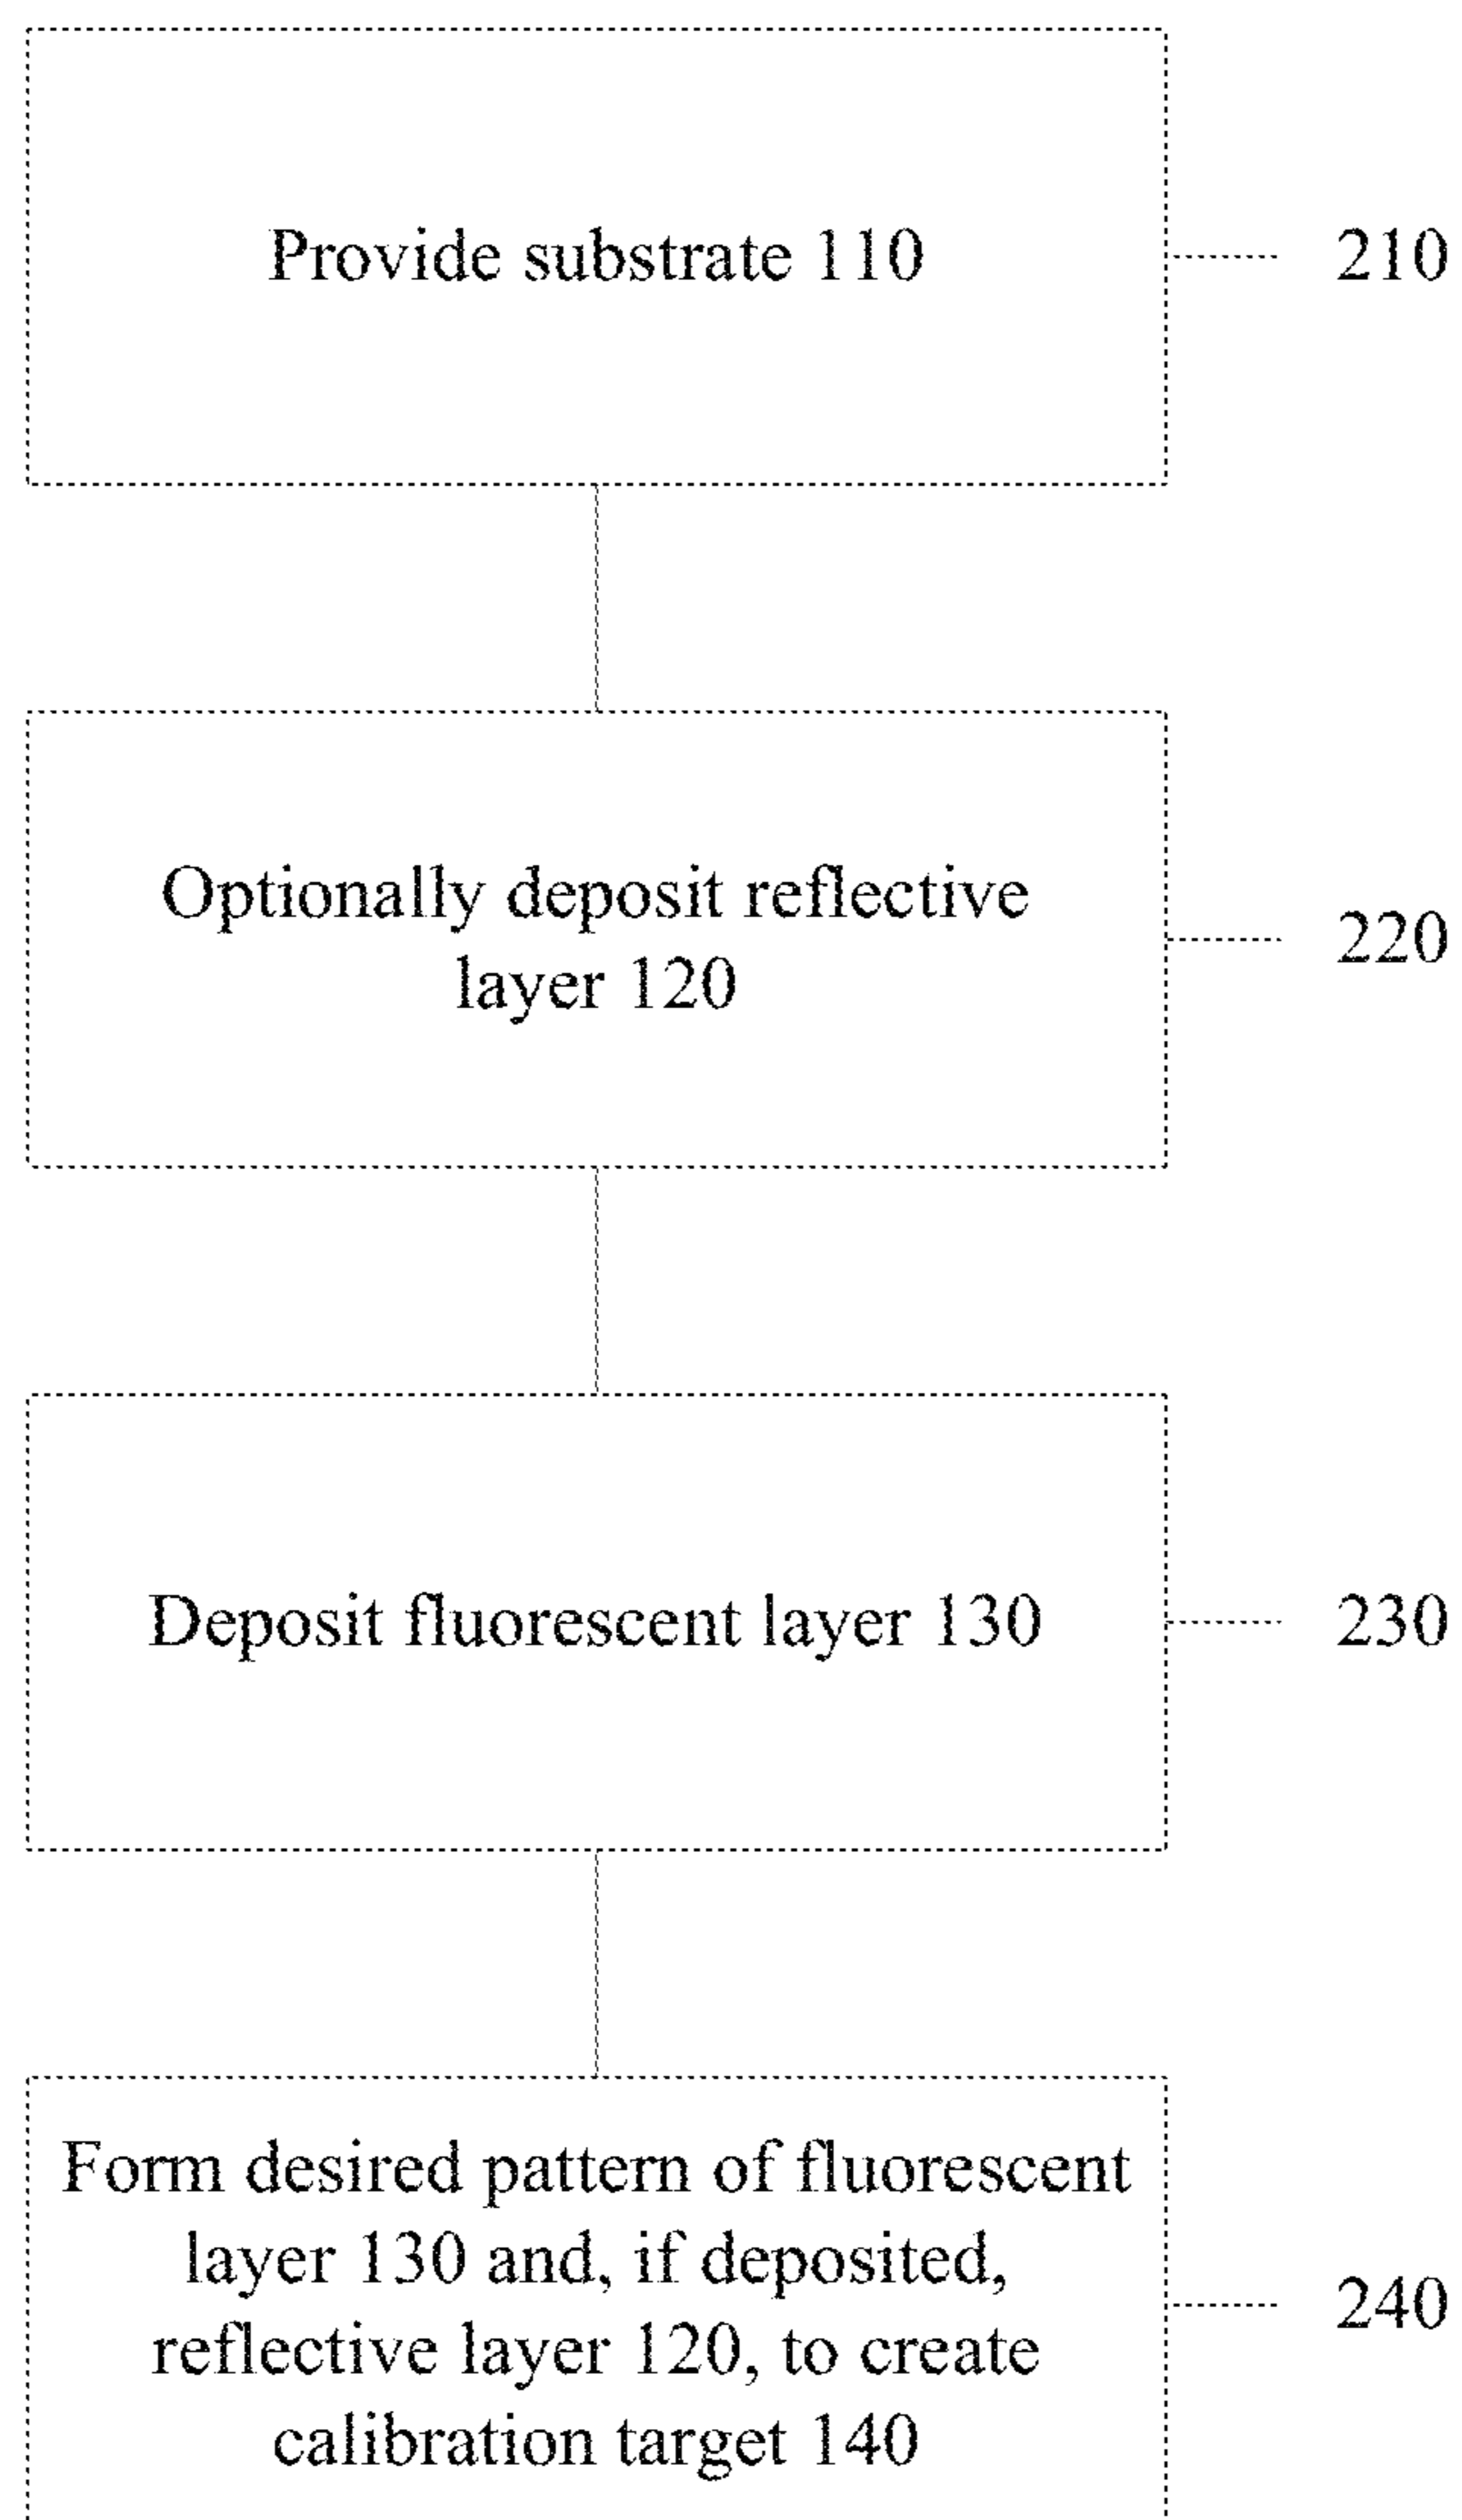 Provide substrate 110
210
Optionally deposit reflective
layer 120
220
Deposit fluorescent layer 130
230
Form desired pattern of fluorescent
layer 130 and, if deposited,
reflective layer 120, to create
calibration target 140
240